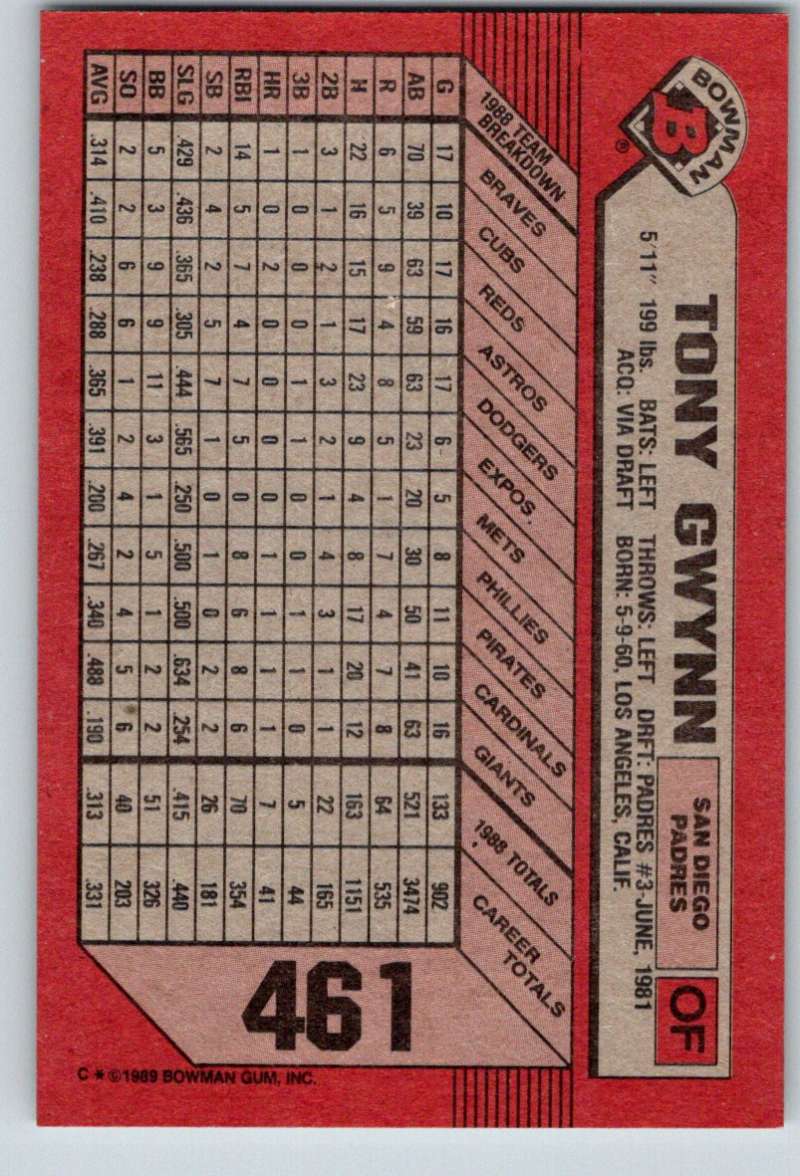 BOWMAN
B®
TONY GWYNN
SAN DIEGO
PADRES
OF
5'11" 199 lbs. BATS: LEFT THROWS: LEFT DRFT: PADRES #3-JUNE, 1981
ACQ: VIA DRAFT BORN: 5-9-60, LOS ANGELES, CALIF.
1988 TEAM BREAKDOWN BRAVES CUBS REDS ASTROS DODGERS EXPOS METS PHILLIES PIRATES CARDINALS GIANTS 1988 TOTALS CAREER TOTALS
G 17 10 17 16 17 6 5 8 11 10 16 133 902
AB 70 39 63 59 63 23 20 30 50 41 63 521 3474
R 6 5 9 4 8 5 1 7 4 7 8 64 535
H 22 16 15 17 23 9 4 8 17 20 12 163 1151
2B 3 1 2 1 3 2 1 4 3 1 1 22 165
3B 1 0 0 0 1 1 0 0 1 1 0 5 44
HR 1 0 2 0 0 0 0 1 1 1 1 7 41
RBI 14 5 7 4 7 5 0 8 6 8 6 70 354
SB 2 4 2 5 7 1 0 1 0 2 2 26 181
SLG .429 .436 .365 .305 .444 .565 .250 .500 .500 .634 .254 .415 .440
BB 5 3 9 9 11 3 1 5 1 2 2 51 326
SO 2 2 6 6 1 2 4 2 4 5 6 40 203
AVG .314 .410 .238 .288 .365 .391 .200 .267 .340 .488 .190 .313 .331
461
C * © 1989 BOWMAN GUM, INC.